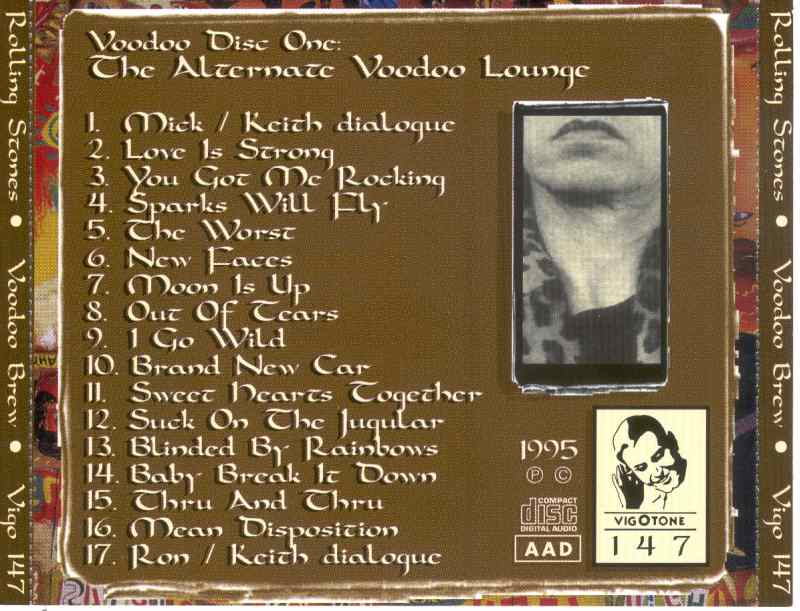 Voodoo Disc One:
The Alternate Voodoo Lounge
1. Mick / Keith dialogue
2. Love Is Strong
3. You Got Me Rocking
4. Sparks Will Fly
5. The Worst
6. New Faces
7. Moon Is Up
8. Out Of Tears
9. I Go Wild
10. Brand New Car
11. Sweet Hearts Together
12. Suck On The Jugular
13. Blinded By Rainbows
14. Baby Break It Down
15. Thru And Thru
16. Mean Disposition
17. Ron / Keith dialogue
1995
Ⓟ ©
COMPACT
disc
DIGITAL AUDIO
AAD
VIGOTONE
1 4 7
Rolling Stones • Voodoo Brew • Vigo 147
Rolling Stones • Voodoo Brew • Vigo 147